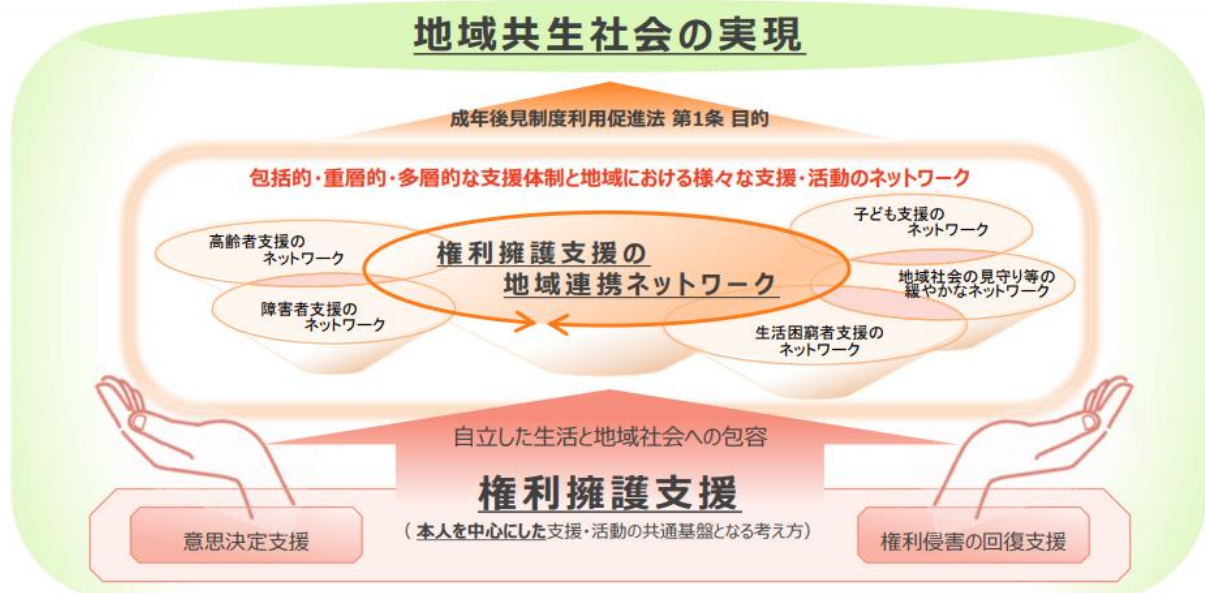 地域共生社会の実現
成年後見制度利用促進法 第1条 目的
包括的・重層的・多層的な支援体制と地域における様々な支援・活動のネットワーク
高齢者支援の
ネットワーク
障害者支援の
ネットワーク
権利擁護支援の
地域連携ネットワーク
子ども支援の
ネットワーク
地域社会の見守り等の
緩やかなネットワーク
生活困窮者支援の
ネットワーク
自立した生活と地域社会への包容
権利擁護支援
（本人を中心にした支援・活動の共通基盤となる考え方）
意思決定支援
権利侵害の回復支援